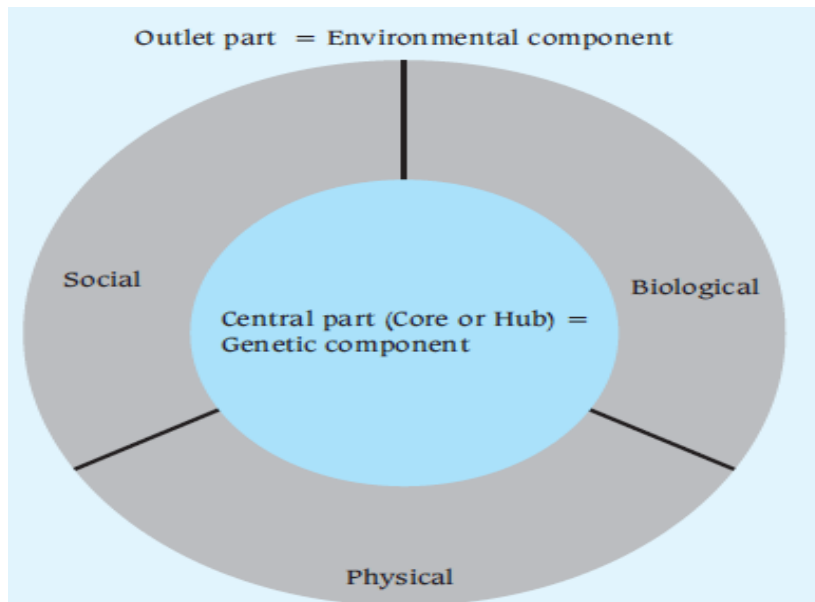 Outlet part = Environmental component
Social
Biological
Central part (Core or Hub) =
Genetic component
Physical